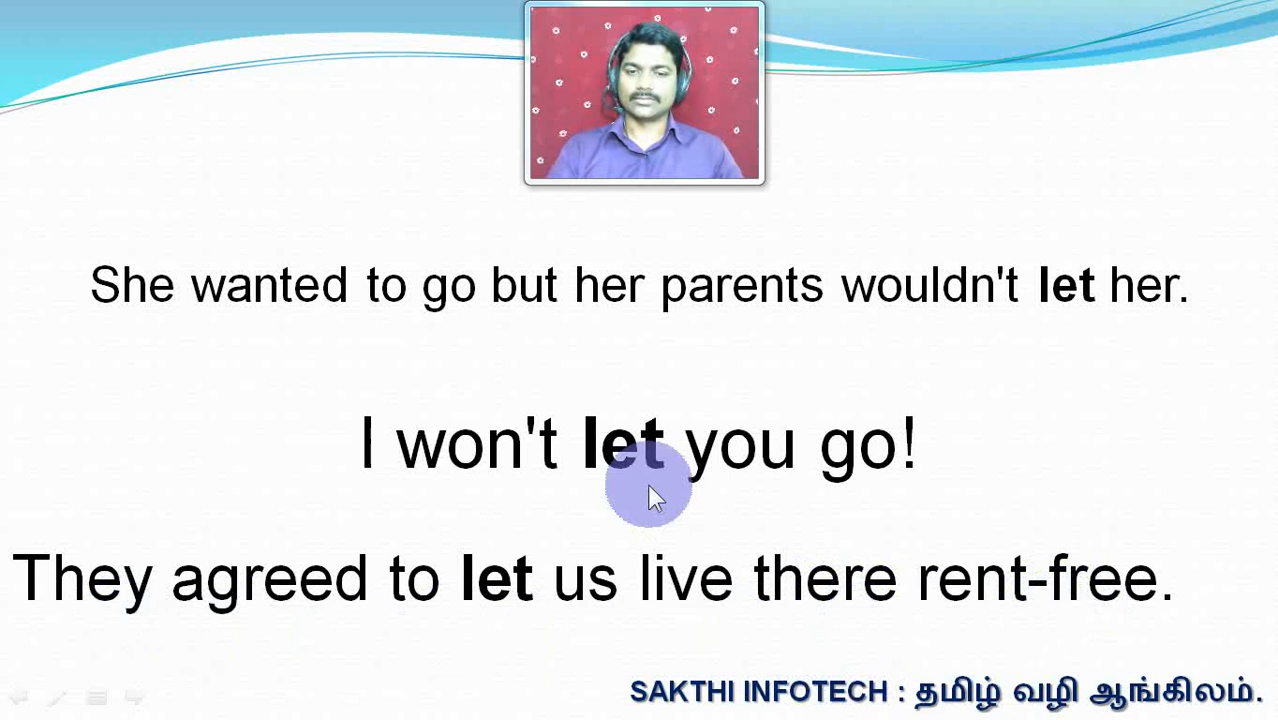 She wanted to go but her parents wouldn't let her.
I won't let you go!
They agreed to let us live there rent-free.
SAKTHI INFOTECH : தமிழ் வழி ஆங்கிலம்.